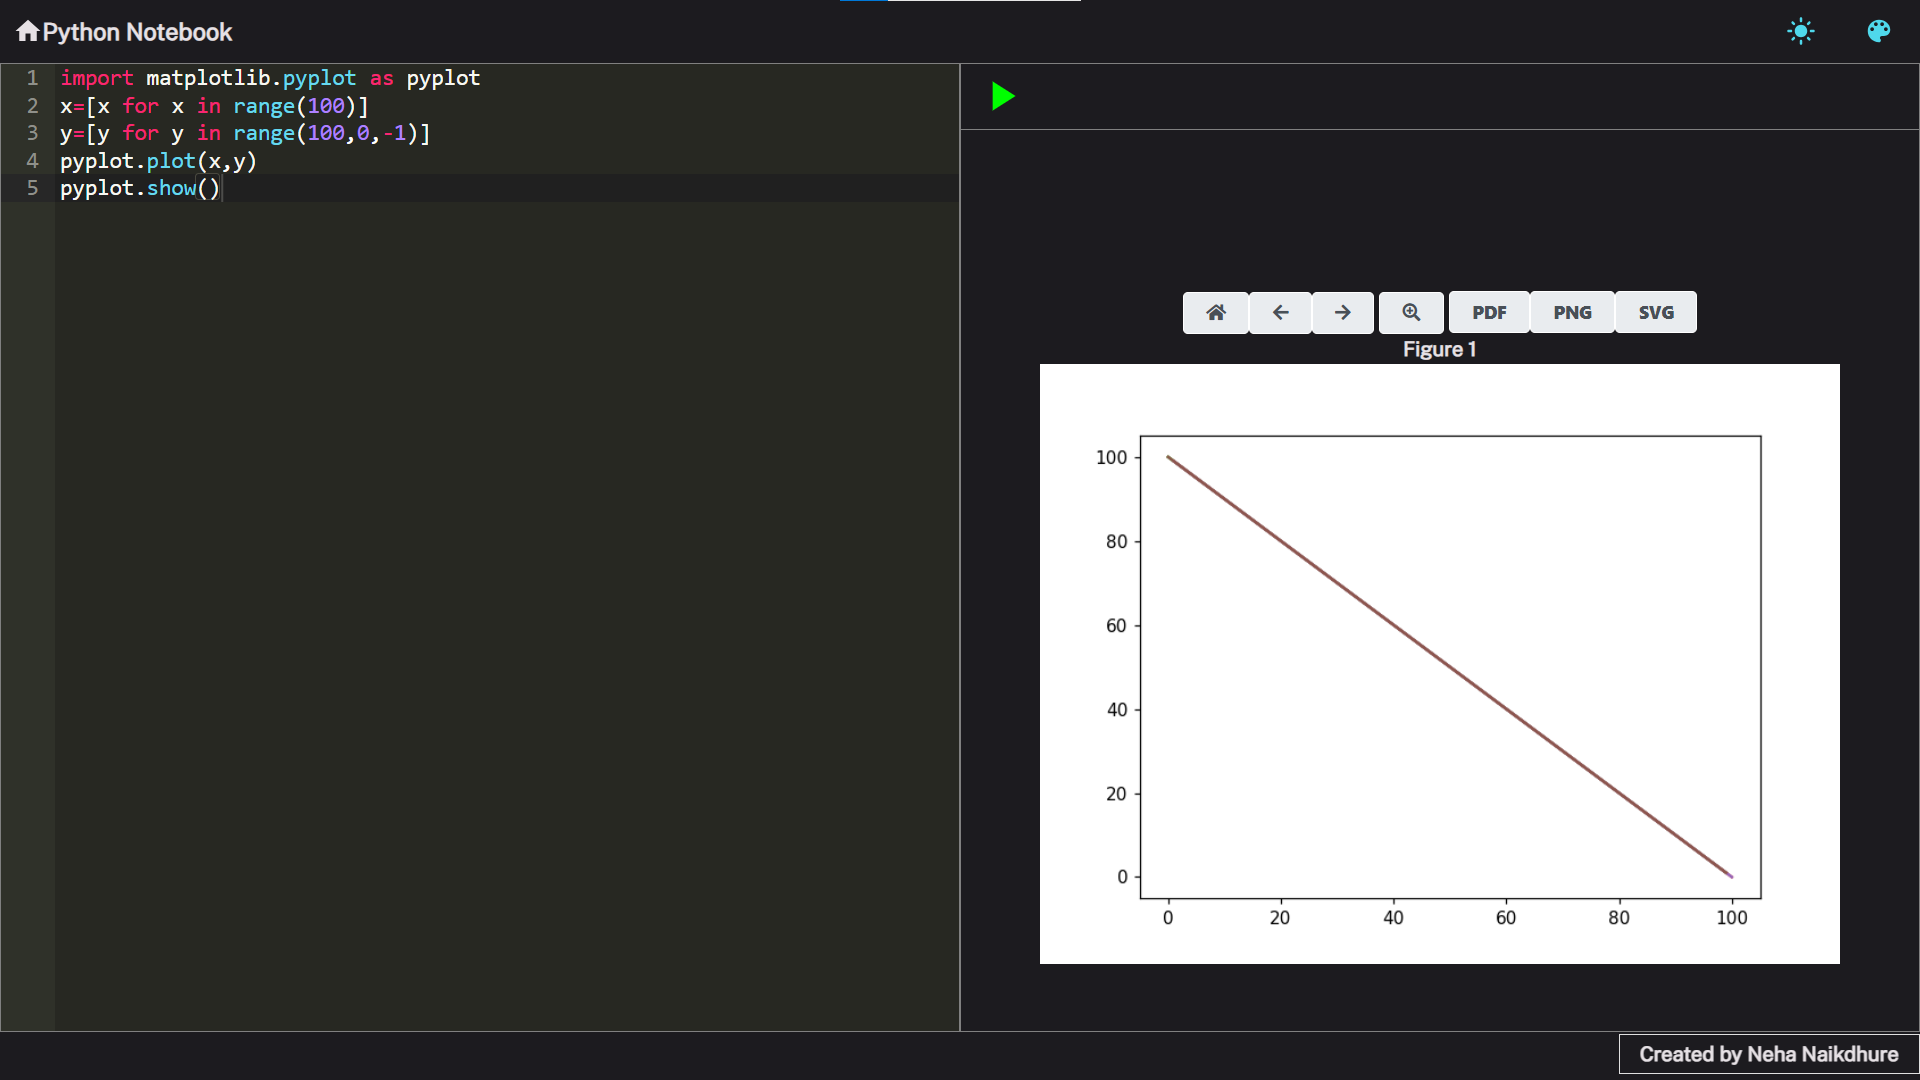 Python Notebook
1 import matplotlib.pyplot as pyplot
2 x=[x for x in range(100)]
3 y=[y for y in range(100,0,-1)]
4 pyplot.plot(x,y)
5 pyplot.show()
PDF PNG SVG
Figure 1
100
80
60
40
20
0
0 20 40 60 80 100
Created by Neha Naikdhure